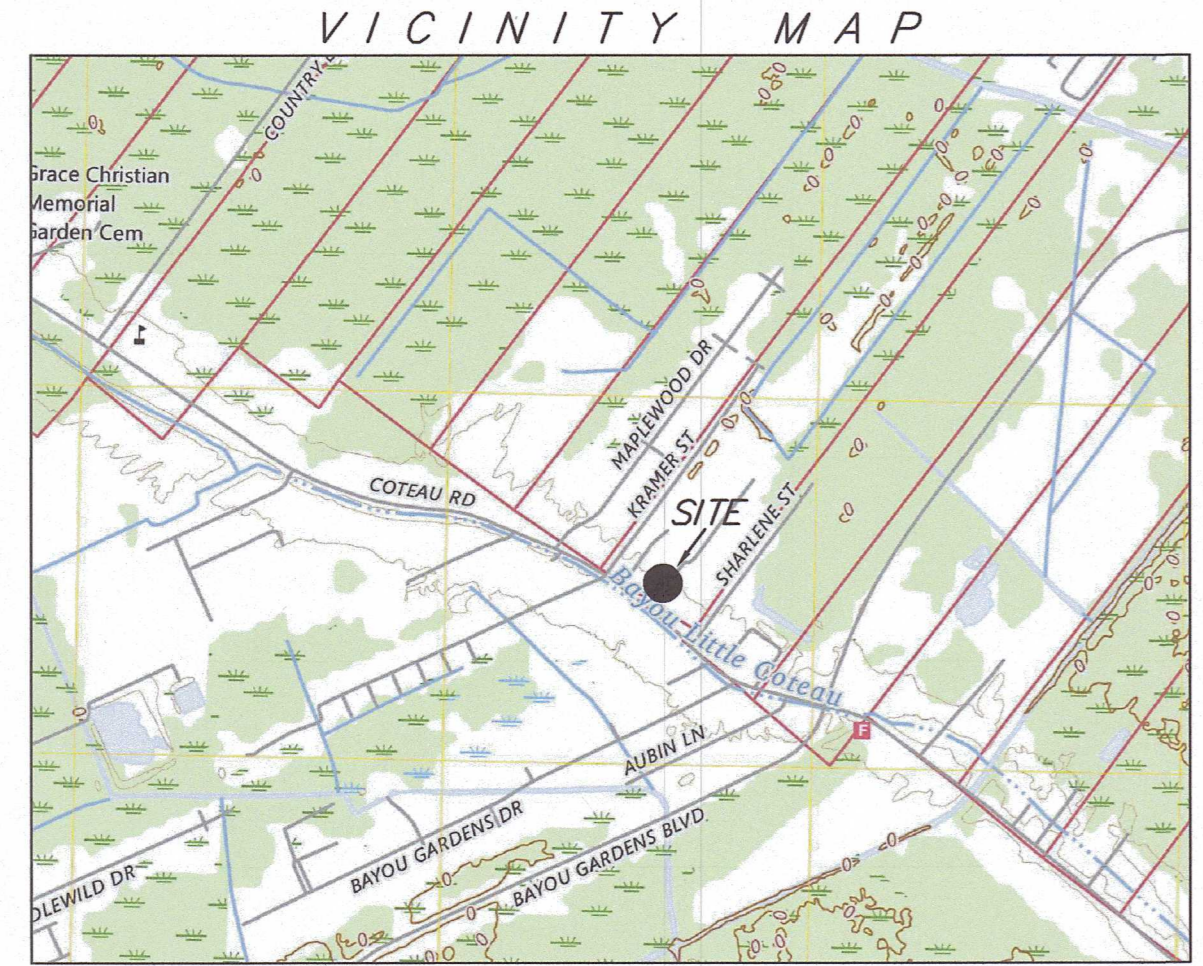 VICINITY MAP
COUNTRY
Grace Christian
Memorial
Garden Cem
MAPLEWOOD DR
KRAMER ST
COTEAU RD
SITE
SHARLENE ST
Bayou Little Coteau
F
AUBIN LN
BAYOU GARDENS DR
BAYOU GARDENS BLVD
DLEWILD DR